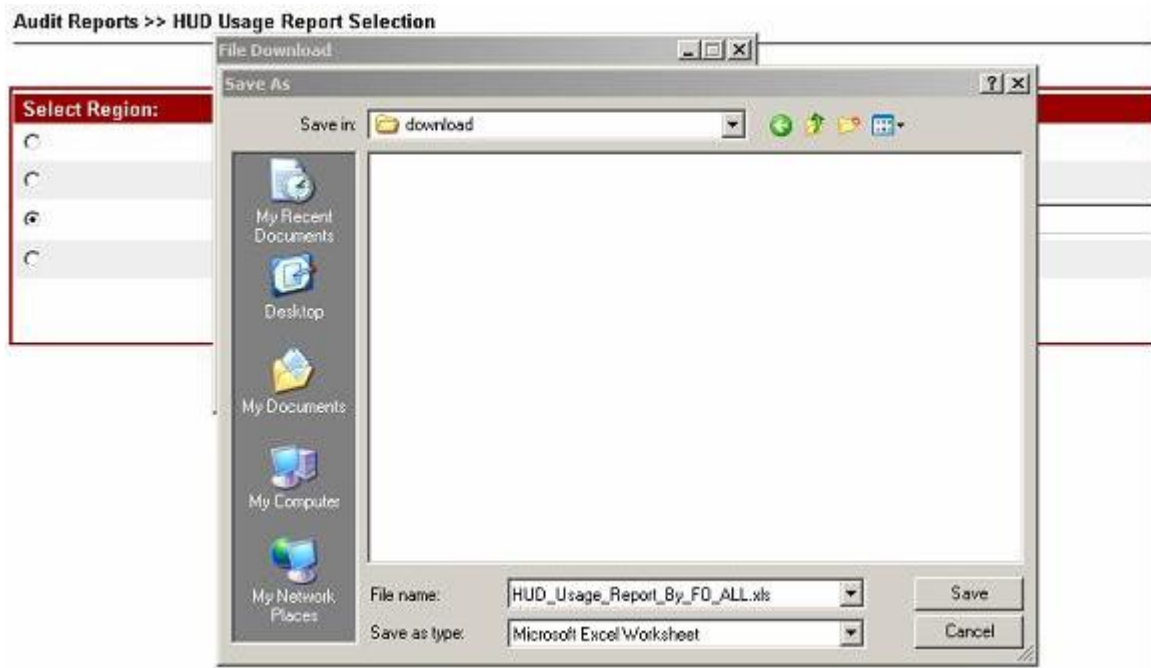 Audit Reports >> HUD Usage Report Selection
File Download
Save As
Select Region:
Save in:
download
My Recent
Documents
Desktop
My Documents
My Computer
My Network
Places
File name:
HUD_Usage_Report_By_FO_ALL.xls
Save
Save as type:
Microsoft Excel Worksheet
Cancel